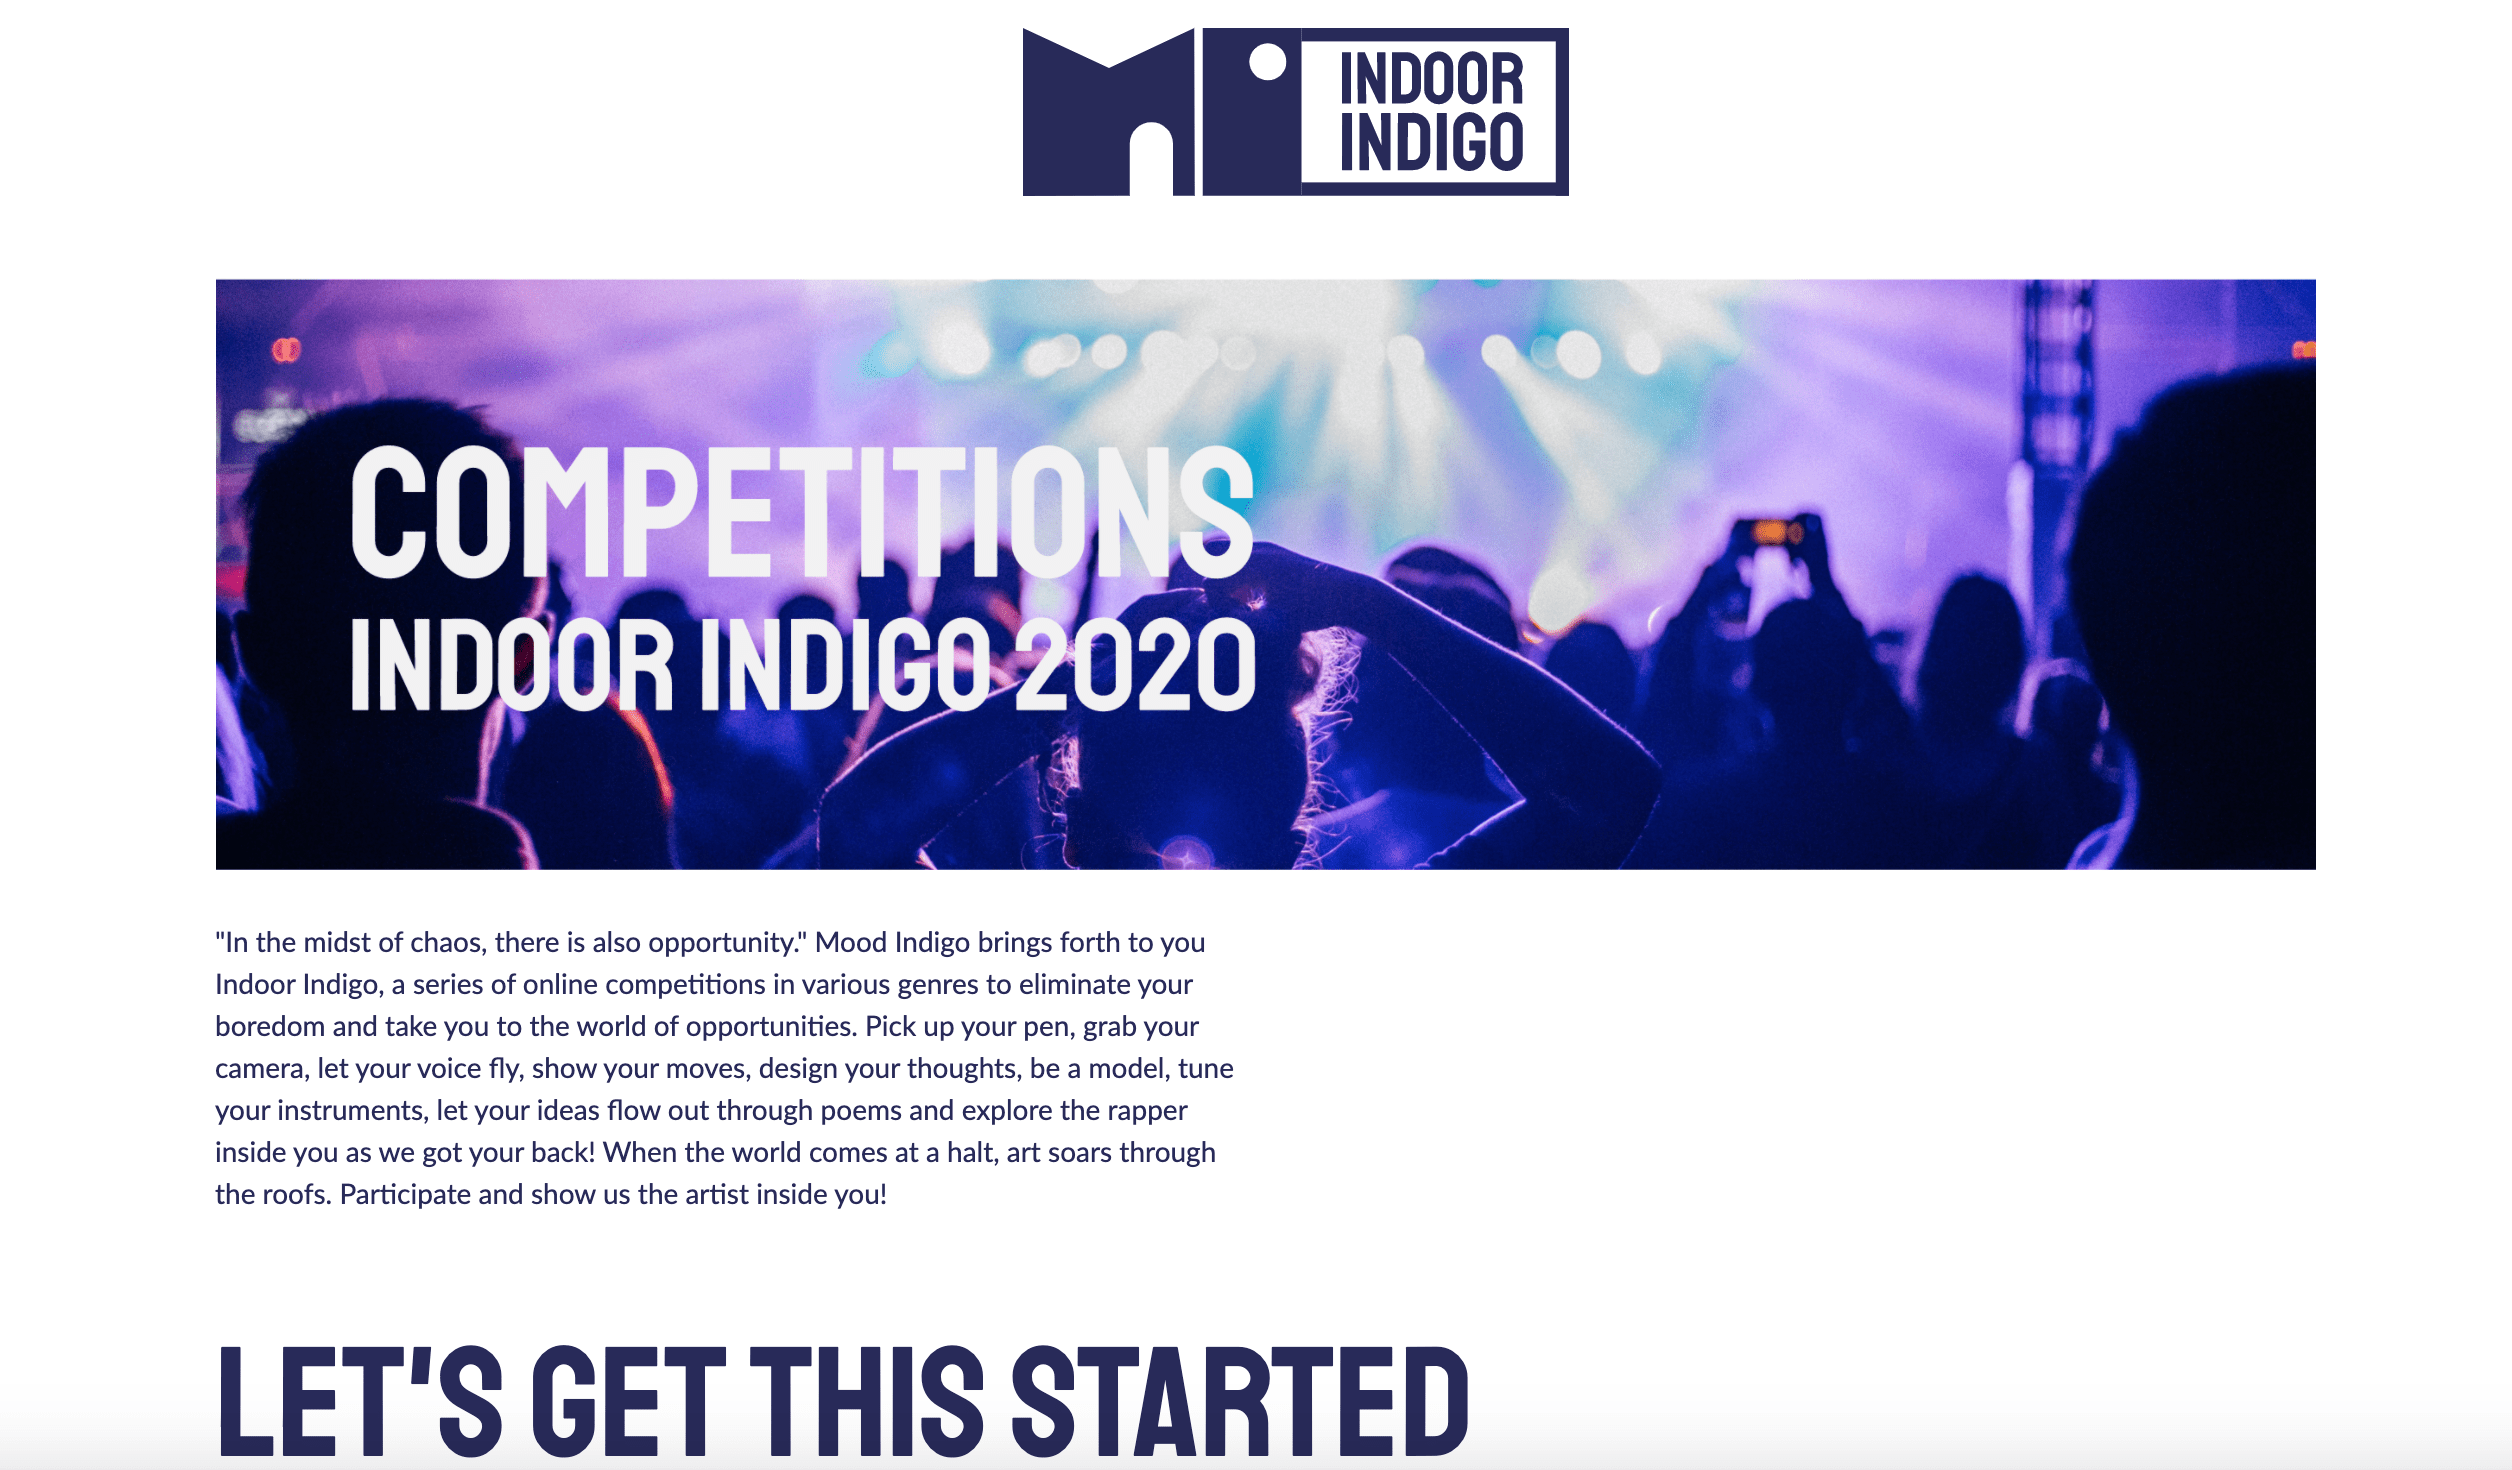 INDOOR
INDIGO
COMPETITIONS
INDOOR INDIGO 2020
"In the midst of chaos, there is also opportunity." Mood Indigo brings forth to you
Indoor Indigo, a series of online competitions in various genres to eliminate your
boredom and take you to the world of opportunities. Pick up your pen, grab your
camera, let your voice fly, show your moves, design your thoughts, be a model, tune
your instruments, let your ideas flow out through poems and explore the rapper
inside you as we got your back! When the world comes at a halt, art soars through
the roofs. Participate and show us the artist inside you!
LET'S GET THIS STARTED